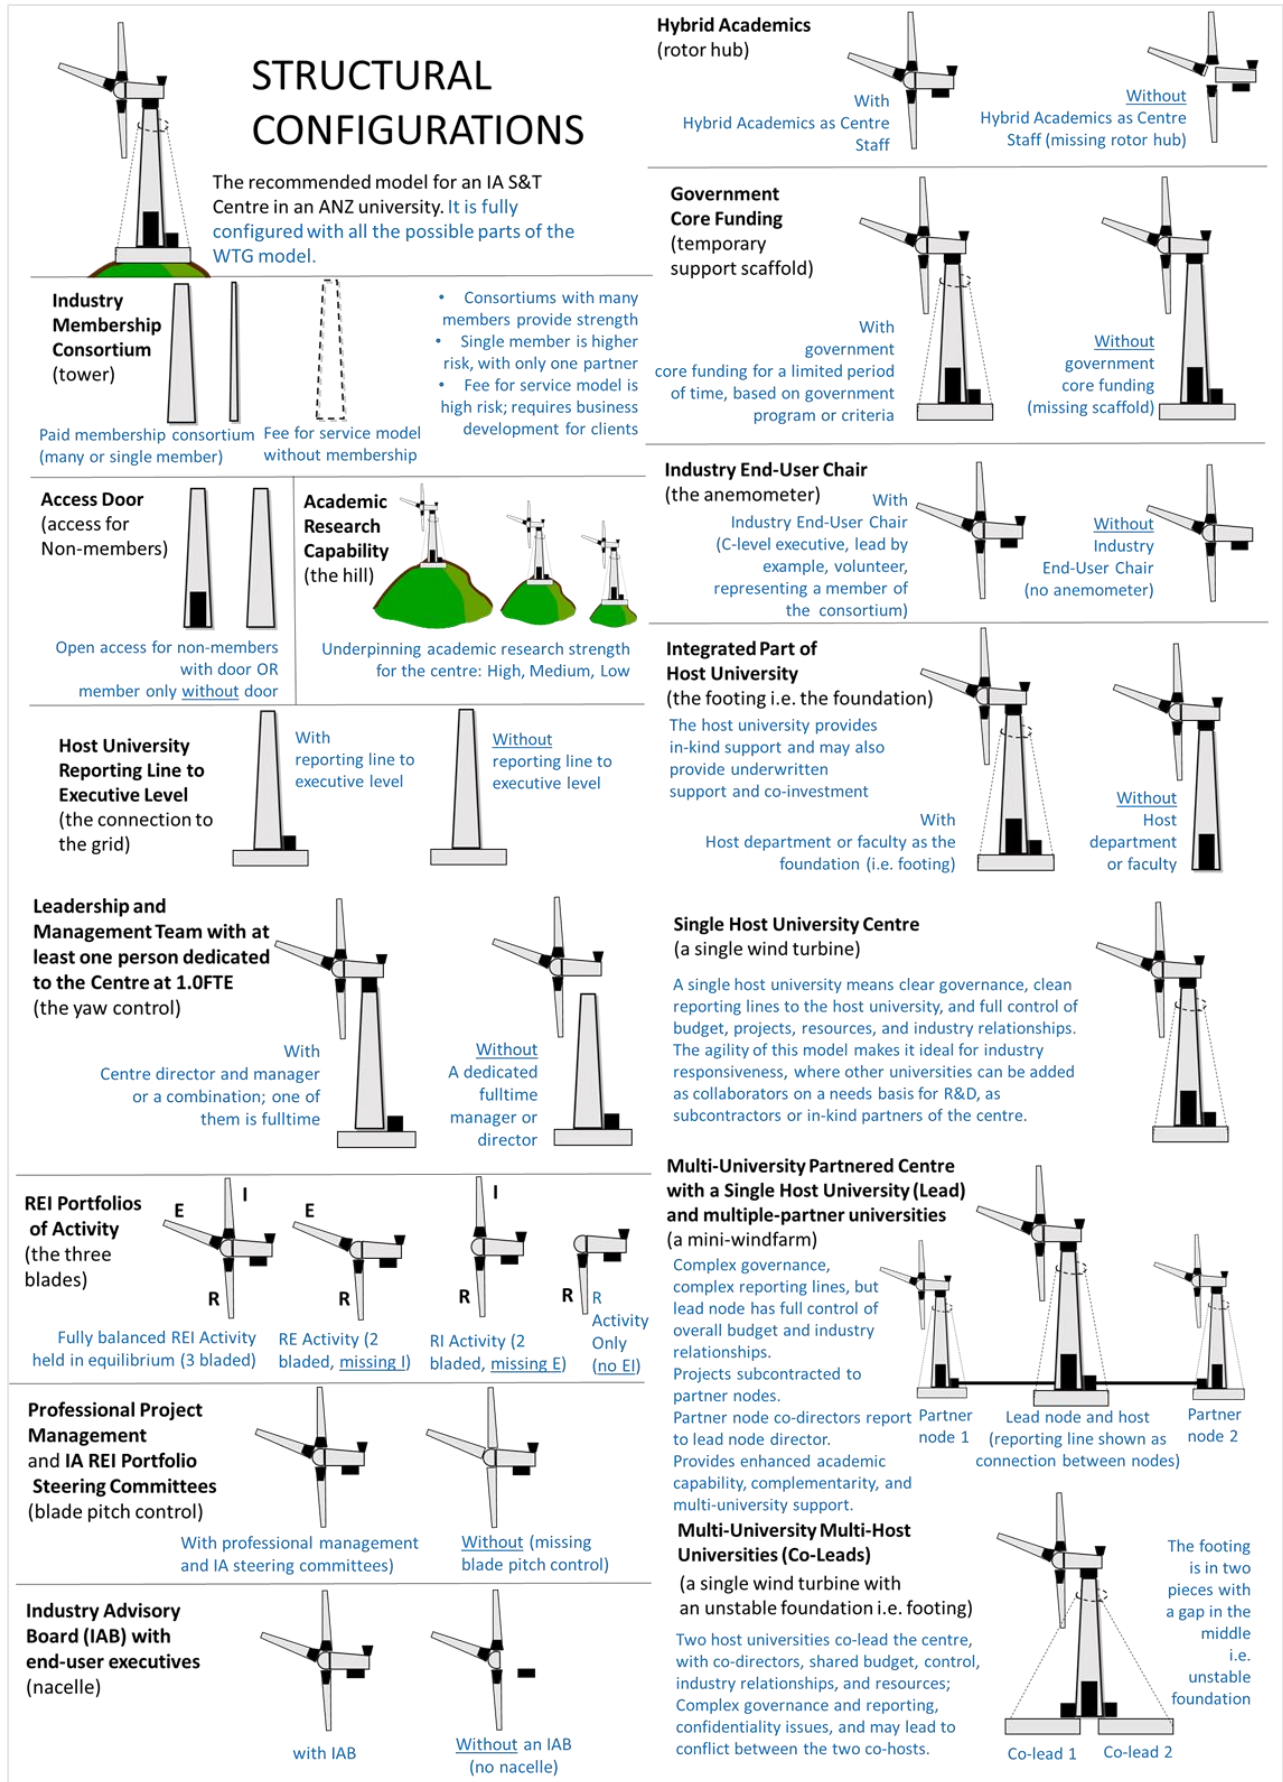 STRUCTURAL
CONFIGURATIONS
The recommended model for an IA S&T
Centre in an ANZ university. It is fully
configured with all the possible parts of the
WTG model.
Industry
Membership
Consortium
(tower)
Paid membership consortium
(many or single member)
Fee for service model
without membership
• Consortiums with many
members provide strength
• Single member is higher
risk, with only one partner
• Fee for service model is
high risk; requires business
development for clients
Access Door
(access for
Non-members)
Open access for non-members
with door OR
member only without door
Academic
Research
Capability
(the hill)
Underpinning academic research strength
for the centre: High, Medium, Low
Host University
Reporting Line to
Executive Level
(the connection to
the grid)
With
reporting line to
executive level
Without
reporting line to
executive level
Leadership and
Management Team with at
least one person dedicated
to the Centre at 1.0FTE
(the yaw control)
With
Centre director and manager
or a combination; one of
them is fulltime
Without
A dedicated
fulltime
manager or
director
REI Portfolios
of Activity
(the three
blades)
E
I
R
Fully balanced REI Activity
held in equilibrium (3 bladed)
E
R
RE Activity (2
bladed, missing I)
I
R
RI Activity (2
bladed, missing E)
R
R
Activity
Only
(no EI)
Professional Project
Management
and IA REI Portfolio
Steering Committees
(blade pitch control)
With professional management
and IA steering committees)
Without (missing
blade pitch control)
Industry Advisory
Board (IAB) with
end-user executives
(nacelle)
with IAB
Without an IAB
(no nacelle)
Hybrid Academics
(rotor hub)
With
Hybrid Academics as Centre
Staff
Without
Hybrid Academics as Centre
Staff (missing rotor hub)
Government
Core Funding
(temporary
support scaffold)
With
government
core funding for a limited period
of time, based on government
program or criteria
Without
government
core funding
(missing scaffold)
Industry End-User Chair
(the anemometer)
With
Industry End-User Chair
(C-level executive, lead by
example, volunteer,
representing a member of
the consortium)
Without
Industry
End-User Chair
(no anemometer)
Integrated Part of
Host University
(the footing i.e. the foundation)
The host university provides
in-kind support and may also
provide underwritten
support and co-investment
With
Host department or faculty as the
foundation (i.e. footing)
Without
Host
department
or faculty
Single Host University Centre
(a single wind turbine)
A single host university means clear governance, clean
reporting lines to the host university, and full control of
budget, projects, resources, and industry relationships.
The agility of this model makes it ideal for industry
responsiveness, where other universities can be added
as collaborators on a needs basis for R&D, as
subcontractors or in-kind partners of the centre.
Multi-University Partnered Centre
with a Single Host University (Lead)
and multiple-partner universities
(a mini-windfarm)
Complex governance,
complex reporting lines, but
lead node has full control of
overall budget and industry
relationships.
Projects subcontracted to
partner nodes.
Partner node co-directors report
to lead node director.
Provides enhanced academic
capability, complementarity, and
multi-university support.
Partner
node 1
Lead node and host
(reporting line shown as
connection between nodes)
Partner
node 2
Multi-University Multi-Host
Universities (Co-Leads)
(a single wind turbine with
an unstable foundation i.e. footing)
Two host universities co-lead the centre,
with co-directors, shared budget, control,
industry relationships, and resources;
Complex governance and reporting,
confidentiality issues, and may lead to
conflict between the two co-hosts.
The footing
is in two
pieces with
a gap in the
middle
i.e.
unstable
foundation
Co-lead 1
Co-lead 2